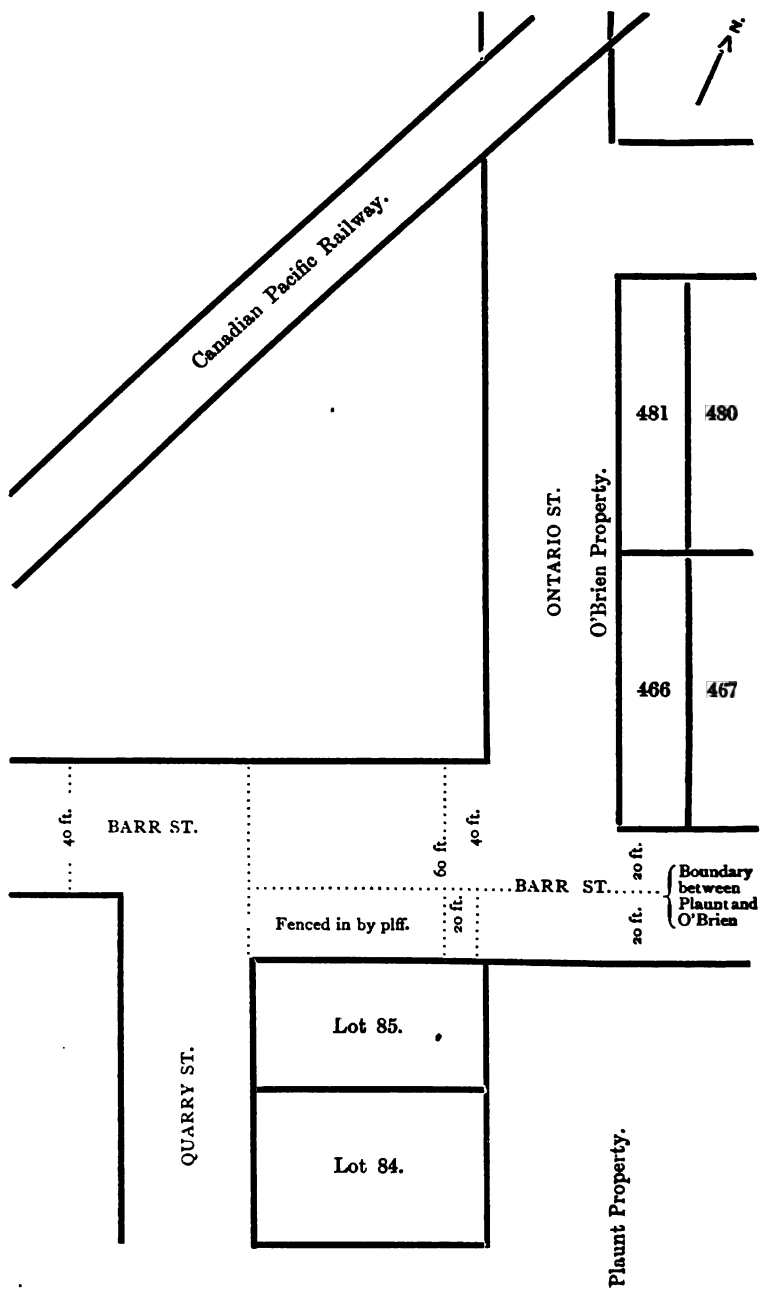 N.
Canadian Pacific Railway.
481
480
ONTARIO ST.
O'Brien Property.
466
467
40 ft.
BARR ST.
60 ft.
40 ft.
20 ft.
BARR ST.
Boundary
between
Plaunt and
O'Brien
Fenced in by plff.
20 ft.
20 ft.
Lot 85.
QUARRY ST.
Lot 84.
Plaunt Property.